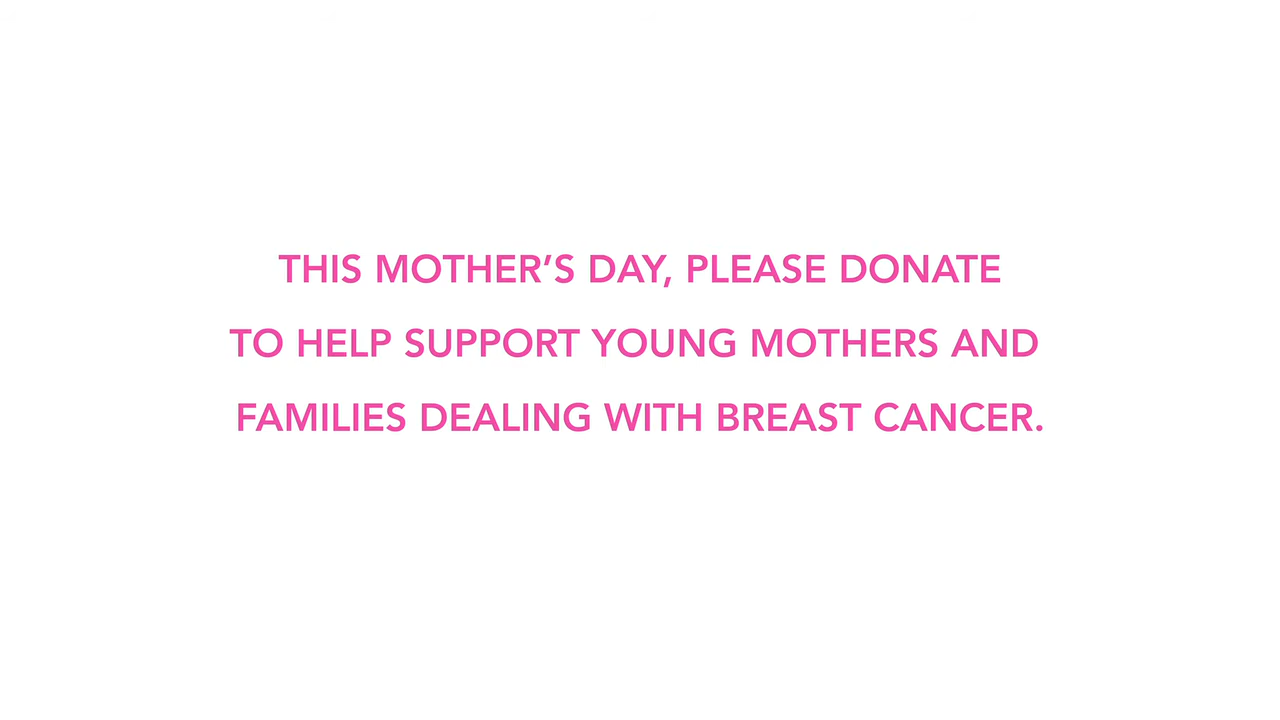 THIS MOTHER’S DAY, PLEASE DONATE
TO HELP SUPPORT YOUNG MOTHERS AND
FAMILIES DEALING WITH BREAST CANCER.